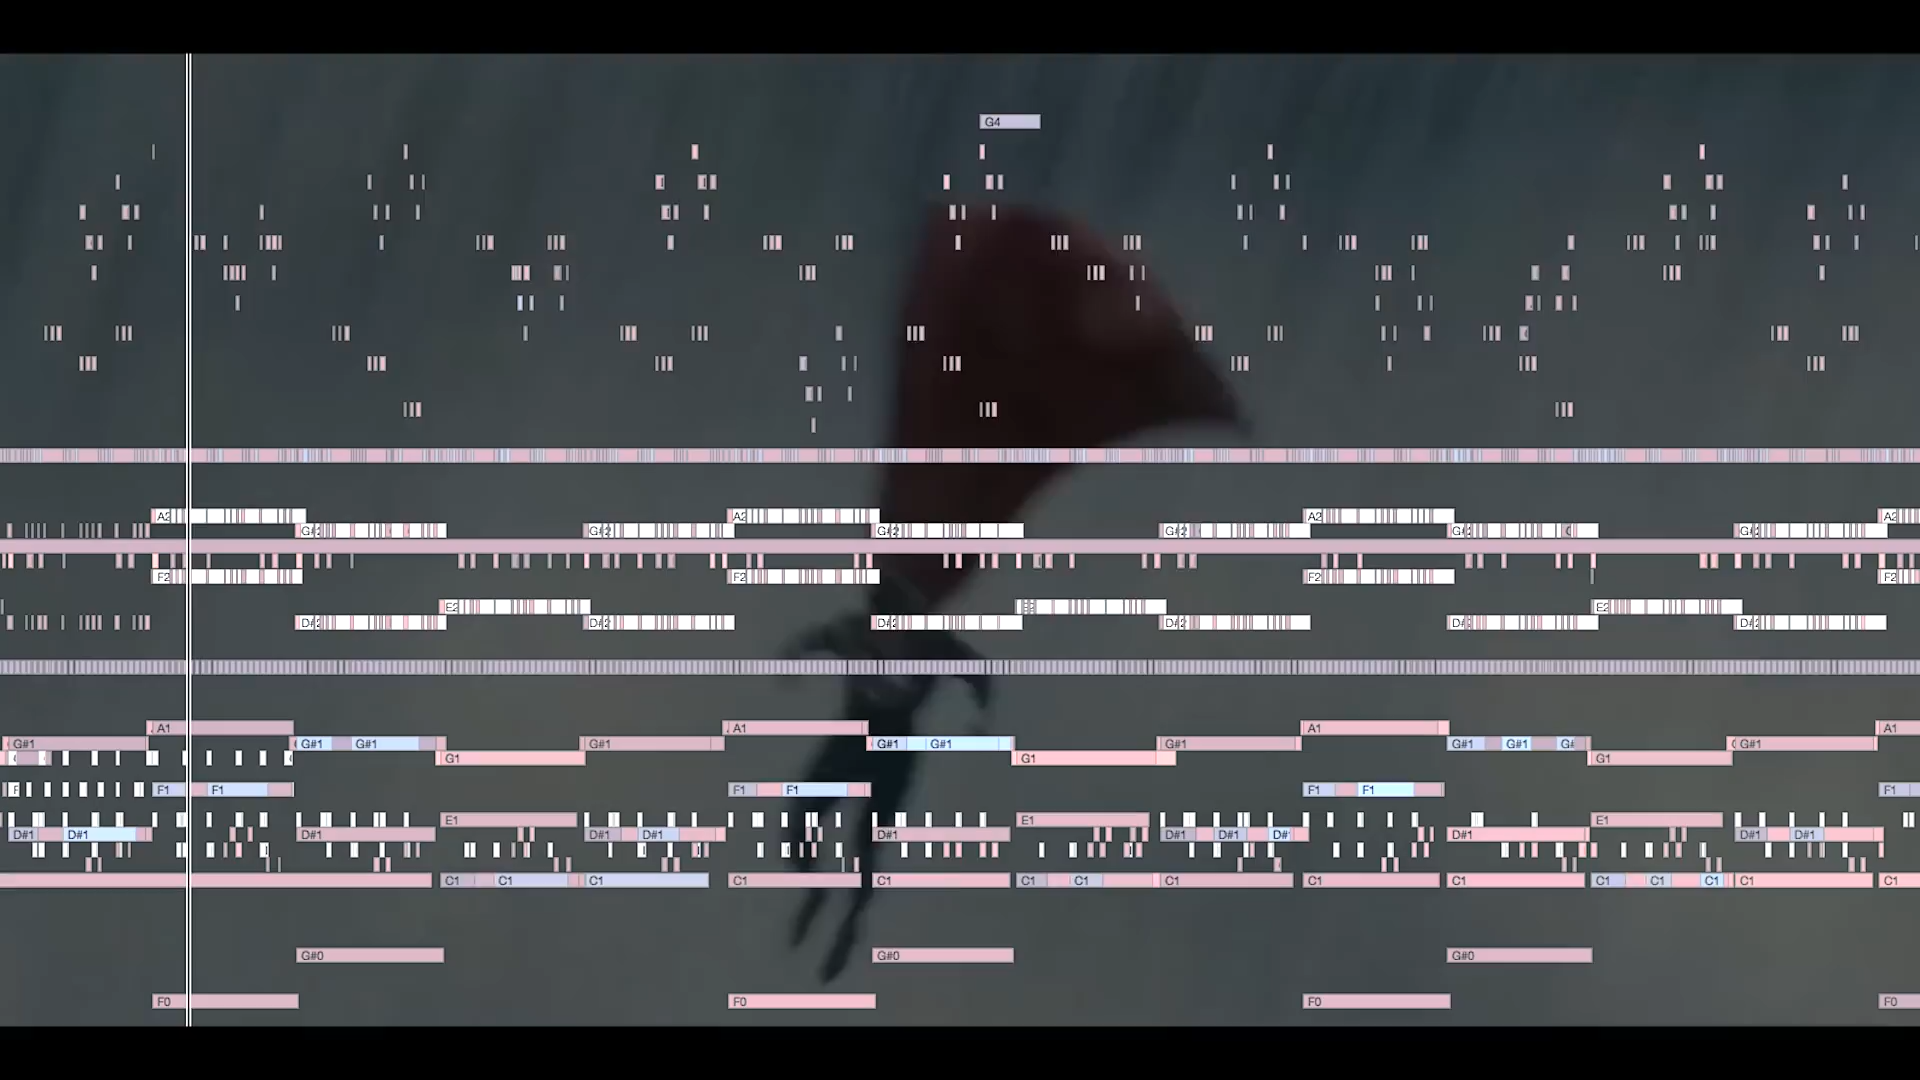 G4
A2 A2 A2 A2
G#2 G#2 G#2 G#2 G#2 G#2
F2 F2 F2 F2
E2 E2
D#2 D#2 D#2 D#2 D#2 D#2
A1 A1 A1 A1
G#1 G#1 G#1 G#1 G#1 G#1 G#1 G#1 G#1 G# G#1
G1 G1 G1
F F1 F1 F1 F1 F1 F1 F1
E1 E1 E1
D#1 D#1 D#1 D#1 D#1 D#1 D#1 D#1 D# D#1 D#1 D#1
C1 C1 C1 C1 C1 C1 C1 C1 C1 C1 C1 C1 C1 C1 C1
G#0 G#0 G#0
F0 F0 F0 F0